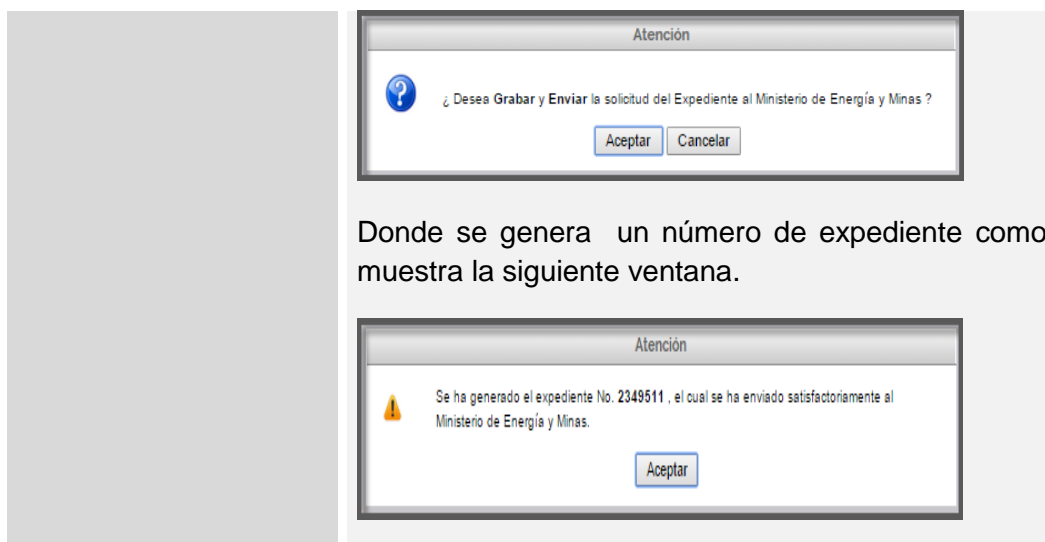 Atención
¿ Desea Grabar y Enviar la solicitud del Expediente al Ministerio de Energía y Minas ?
Aceptar Cancelar
Donde se genera un número de expediente como
muestra la siguiente ventana.
Atención
Se ha generado el expediente No. 2349511 , el cual se ha enviado satisfactoriamente al
Ministerio de Energía y Minas.
Aceptar